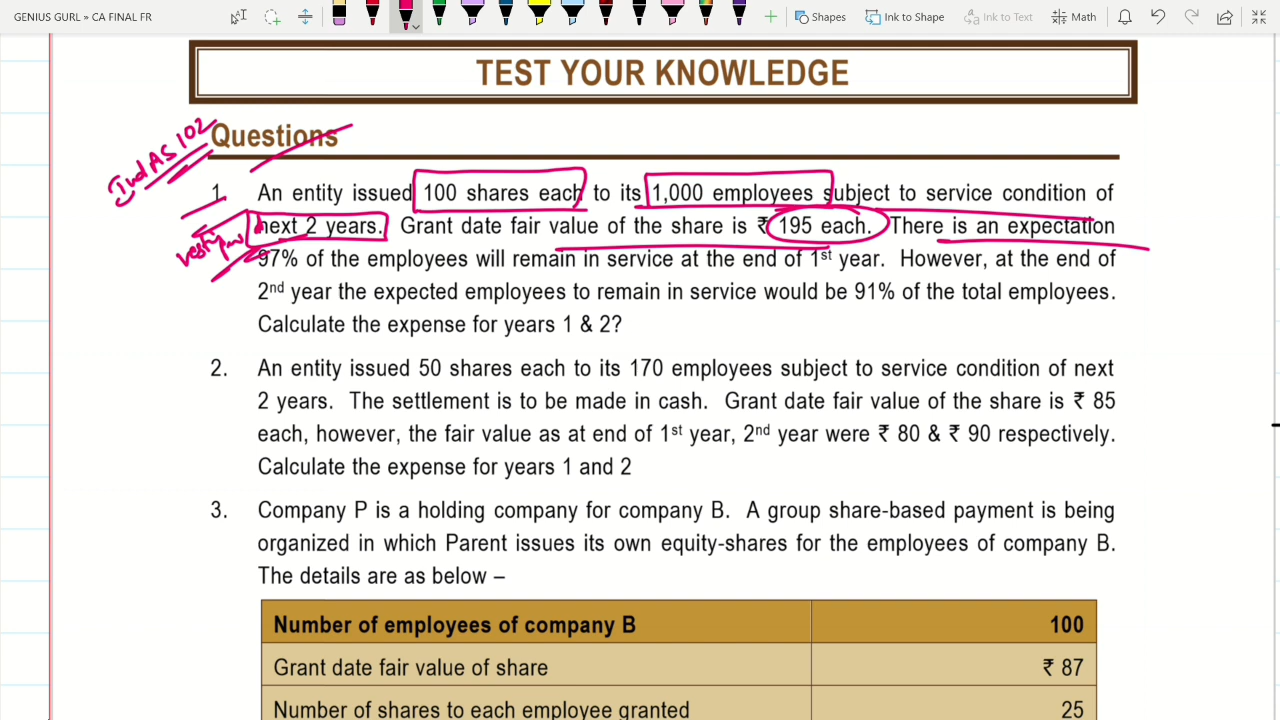 GENIUS GURL » CA FINAL FR
Shapes
Ink to Shape
Ink to Text
Math
TEST YOUR KNOWLEDGE
Ind AS 102
Questions
1. An entity issued 100 shares each to its 1,000 employees subject to service condition of
next 2 years. Grant date fair value of the share is ₹ 195 each. There is an expectation
97% of the employees will remain in service at the end of 1st year. However, at the end of
2nd year the expected employees to remain in service would be 91% of the total employees.
Calculate the expense for years 1 & 2?
2. An entity issued 50 shares each to its 170 employees subject to service condition of next
2 years. The settlement is to be made in cash. Grant date fair value of the share is ₹ 85
each, however, the fair value as at end of 1st year, 2nd year were ₹ 80 & ₹ 90 respectively.
Calculate the expense for years 1 and 2
3. Company P is a holding company for company B. A group share-based payment is being
organized in which Parent issues its own equity-shares for the employees of company B.
The details are as below –
Number of employees of company B 100
Grant date fair value of share ₹ 87
Number of shares to each employee granted 25